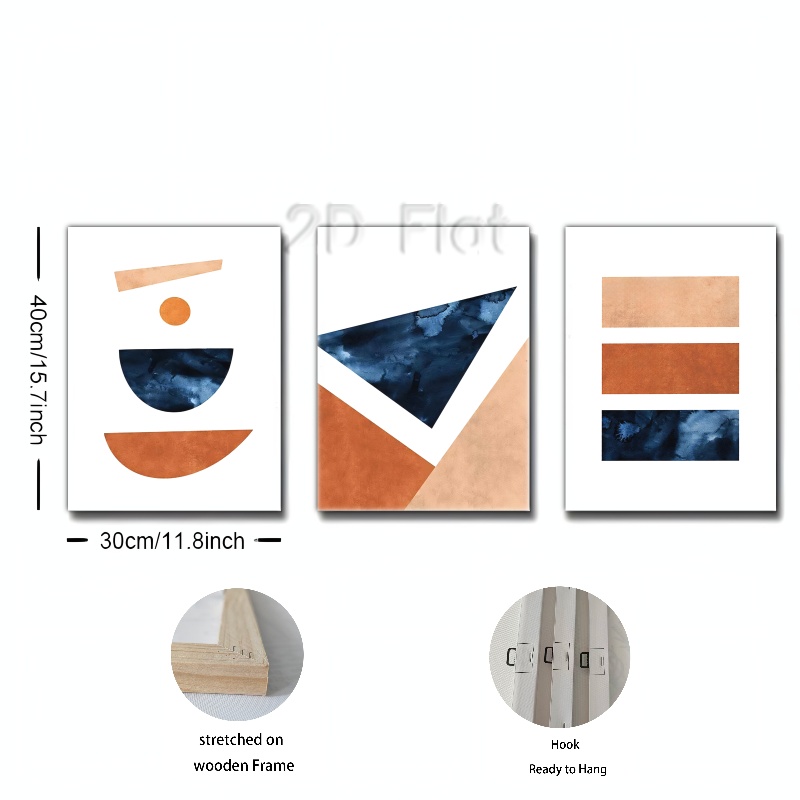 2D Flat
40cm/15.7inch
30cm/11.8inch
stretched on
wooden Frame
Hook
Ready to Hang